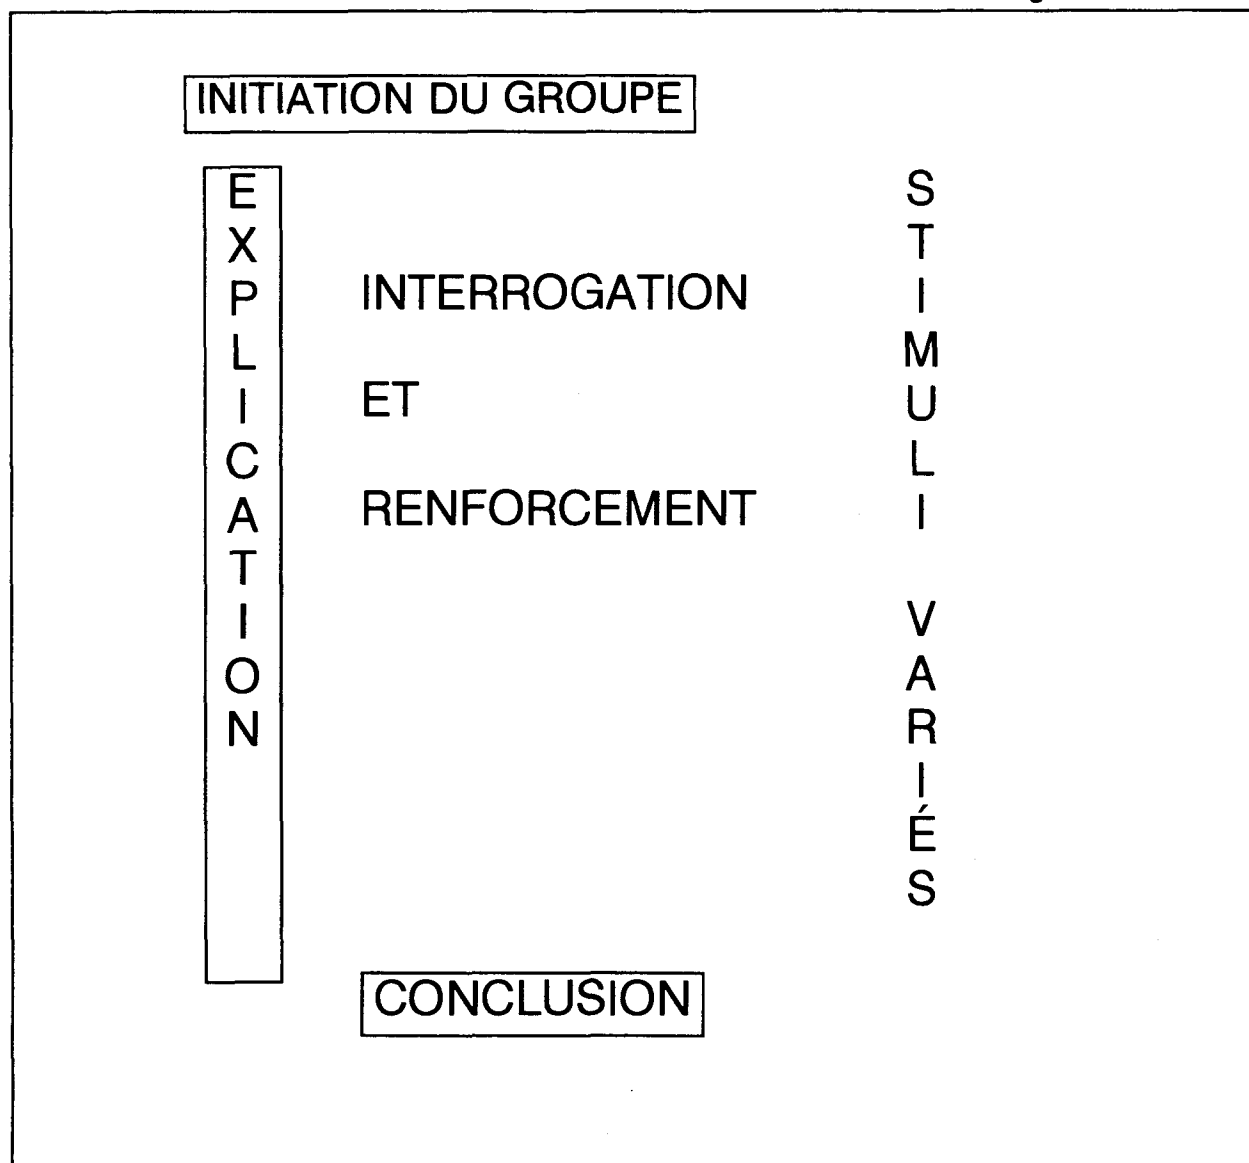 INITIATION DU GROUPE
EXPLICATION
INTERROGATION
ET
RENFORCEMENT
STIMULI VARIÉS
CONCLUSION